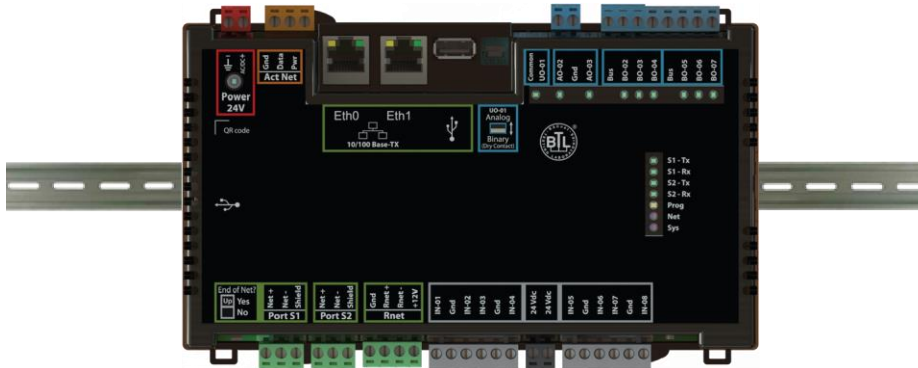 AC/DC+
Power
24V
Gnd
Data
Pwr
Act Net
QR code
Eth0 Eth1
10/100 Base-TX
UO-01
Analog
Binary
(Dry Contact)
Common
UO-01
AO-02
Gnd
AO-03
Bus
BO-02
BO-03
BO-04
Bus
BO-05
BO-06
BO-07
BTL
S1 - Tx
S1 - Rx
S2 - Tx
S2 - Rx
Prog
Net
Sys
End of Net?
Up Yes
No
Net +
Net -
Shield
Port S1
Net +
Net -
Shield
Port S2
Gnd
Rnet +
Rnet -
+12V
Rnet
IN-01
Gnd
IN-02
IN-03
Gnd
IN-04
24 Vdc
24 Vdc
IN-05
Gnd
IN-06
IN-07
Gnd
IN-08